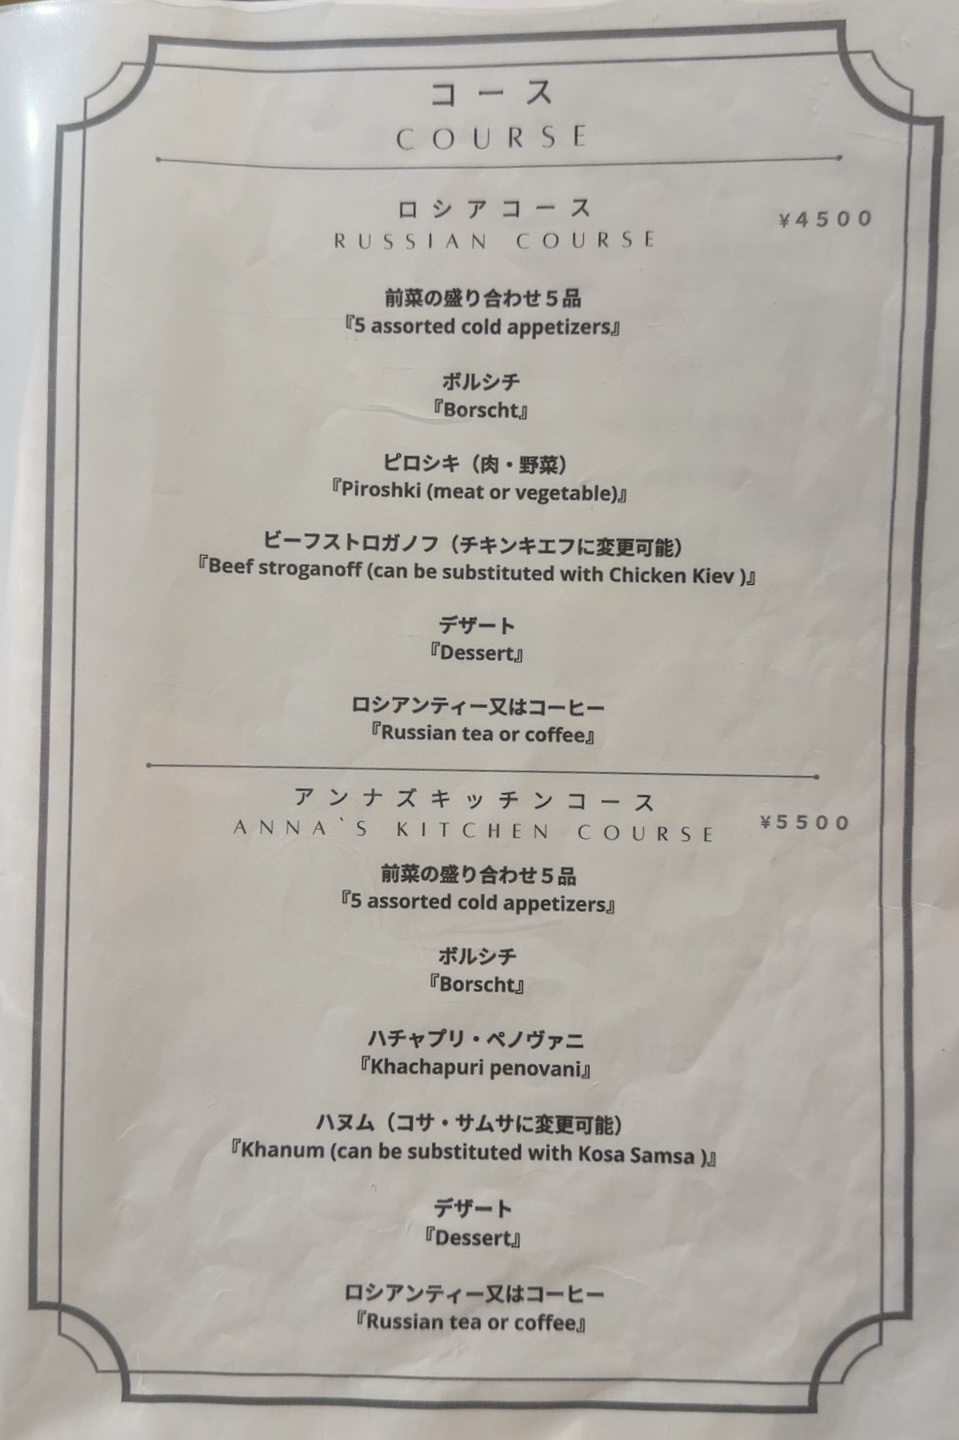 コース
COURSE
ロシアコース
¥4500
RUSSIAN COURSE
前菜の盛り合わせ５品
『5 assorted cold appetizers』
ボルシチ
『Borscht』
ピロシキ（肉・野菜）
『Piroshki (meat or vegetable)』
ビーフストロガノフ（チキンキエフに変更可能）
『Beef stroganoff (can be substituted with Chicken Kiev )』
デザート
『Dessert』
ロシアンティー又はコーヒー
『Russian tea or coffee』
アンナズキッチンコース
¥5500
ANNA`S KITCHEN COURSE
前菜の盛り合わせ５品
『5 assorted cold appetizers』
ボルシチ
『Borscht』
ハチャプリ・ペノヴァニ
『Khachapuri penovani』
ハヌム（コサ・サムサに変更可能）
『Khanum (can be substituted with Kosa Samsa )』
デザート
『Dessert』
ロシアンティー又はコーヒー
『Russian tea or coffee』